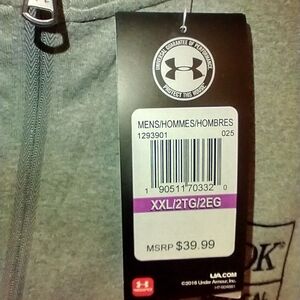 UNIVERSAL GUARANTEE OF PERFORMANCE
PROTECT THIS HOUSE
MENS/HOMMES/HOMBRES
1293901 025
1 90511 70332 0
XXL/2TG/2EG
MSRP $39.99
UA.COM
©2016 Under Armour, Inc.
OK